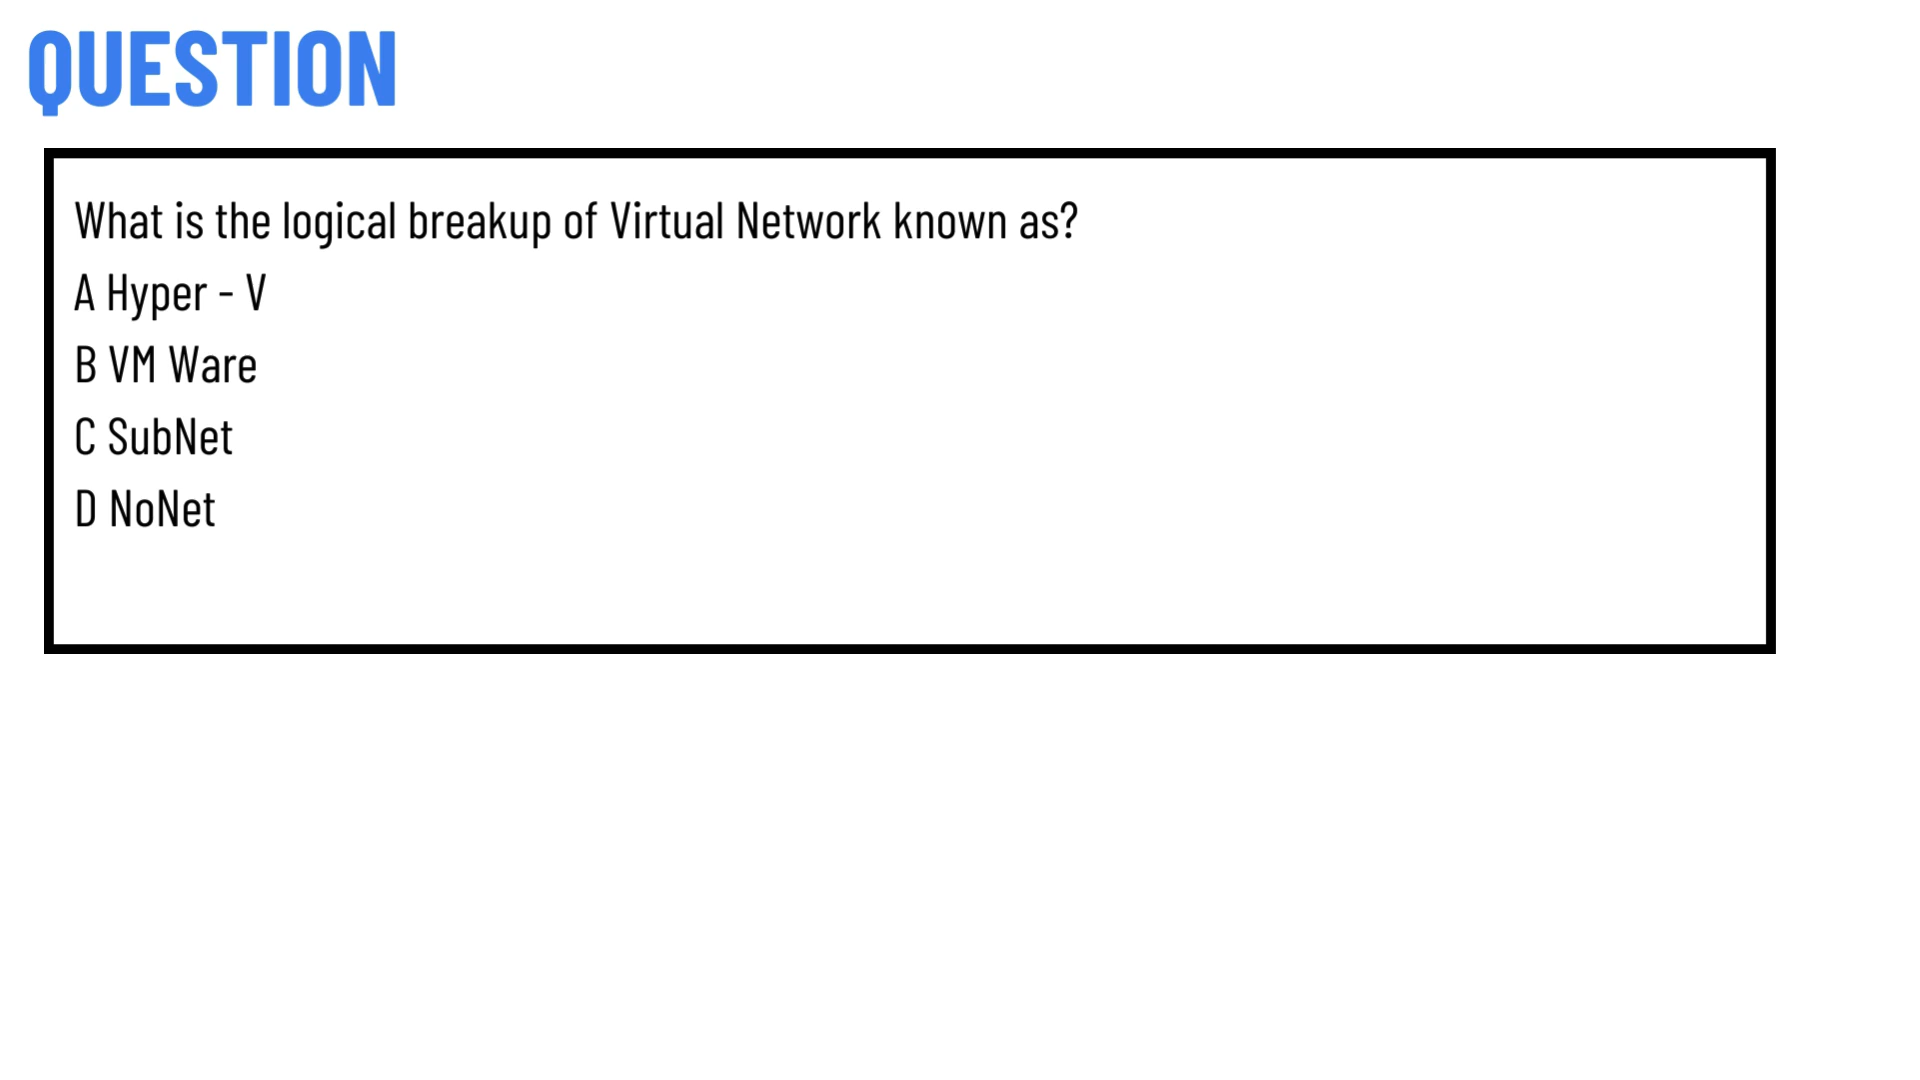 QUESTION
What is the logical breakup of Virtual Network known as?
A Hyper - V
B VM Ware
C SubNet
D NoNet